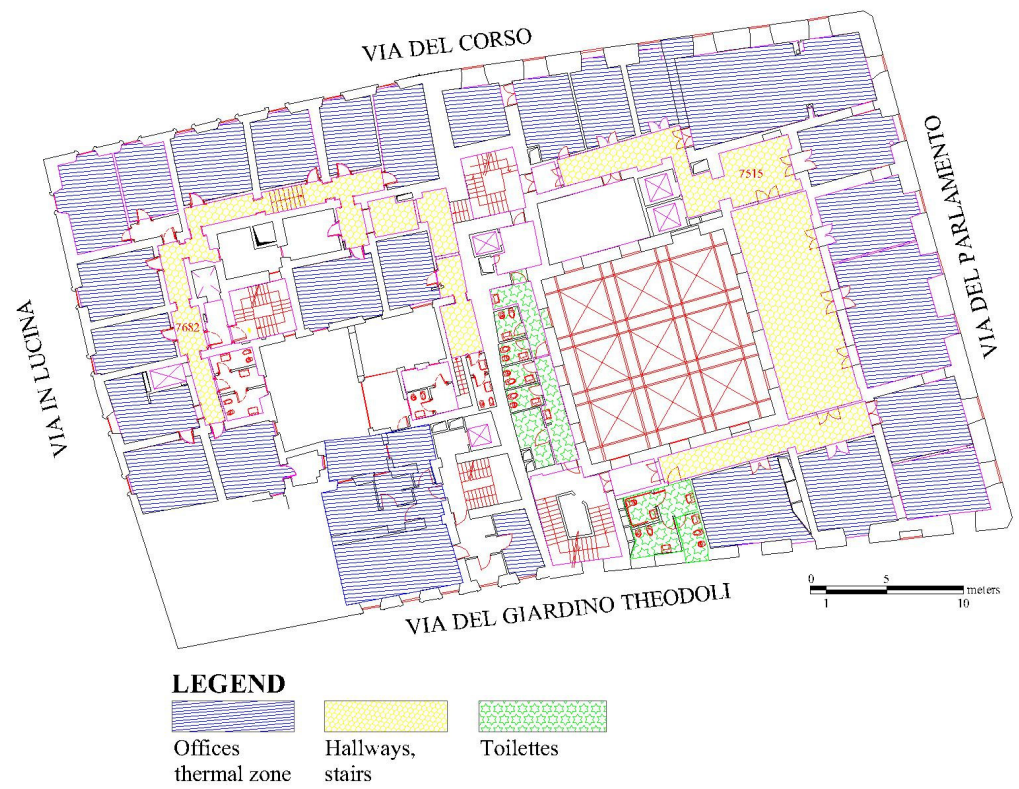 VIA DEL CORSO
VIA DEL PARLAMENTO
7515
VIA IN LUCINA
7682
VIA DEL GIARDINO THEODOLI
0 5 meters
1 10
LEGEND
Offices thermal zone
Hallways, stairs
Toilettes